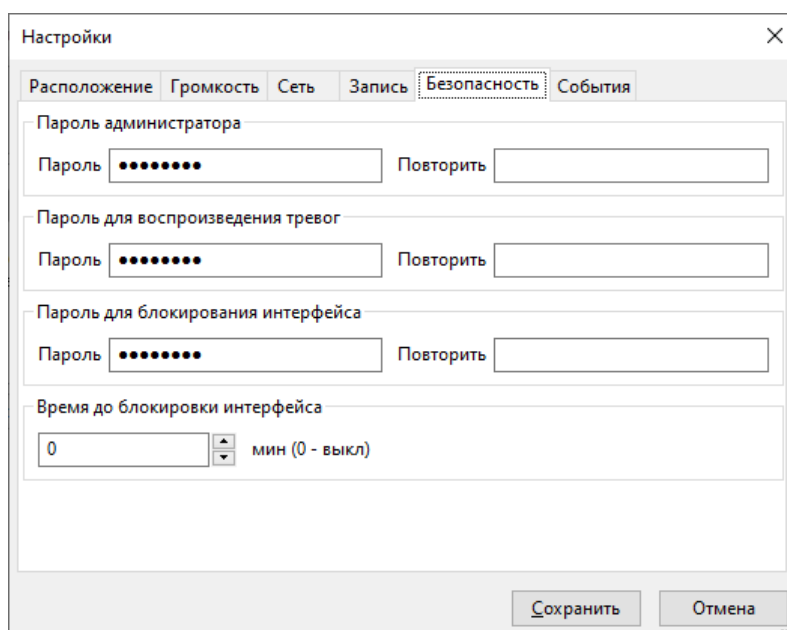 Настройки
Расположение Громкость Сеть Запись Безопасность События
Пароль администратора
Пароль ●●●●●●●● Повторить
Пароль для воспроизведения тревог
Пароль ●●●●●●●● Повторить
Пароль для блокирования интерфейса
Пароль ●●●●●●●● Повторить
Время до блокировки интерфейса
0 мин (0 - выкл)
Сохранить Отмена